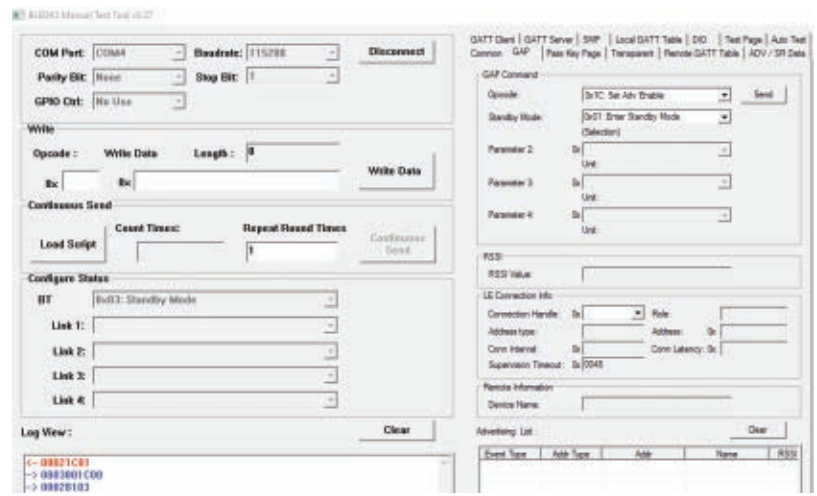 BLEDK3 Manual Test Tool v1.27
COM Port: COM4
Baudrate: 115200
Disconnect
Parity Bit: None
Stop Bit: 1
GPIO Ctrl: No Use
Write
Opcode :
Write Data
Length :
0
0x
0x
Write Data
Continuous Send
Load Script
Count Times:
Repeat Round Times
1
Continuous Send
Configure Status
BT
0x03: Standby Mode
Link 1:
Link 2:
Link 3:
Link 4:
Log View :
Clear
<- 00021C01
-> 0003801C00
-> 00028103
GATT Client
GATT Server
SMP
Local GATT Table
DID
Test Page
Auto Test
Common
GAP
Pass Key Page
Transparent
Remote GATT Table
ADV / SR Data
GAP Command
Opcode:
0x1C: Set Adv Enable
Send
Standby Mode:
0x01: Enter Standby Mode
(Selection)
Parameter 2:
0x
Unit:
Parameter 3:
0x
Unit:
Parameter 4:
0x
Unit:
RSSI
RSSI Value:
LE Connection Info
Connection Handle:
0x
Role:
Address type:
Address:
0x
Conn Interval:
0x
Conn Latency: 0x
Supervision Timeout:
0x
0048
Remote Information
Device Name:
Advertising List :
Clear
Event Type
Addr Type
Addr
Name
RSSI